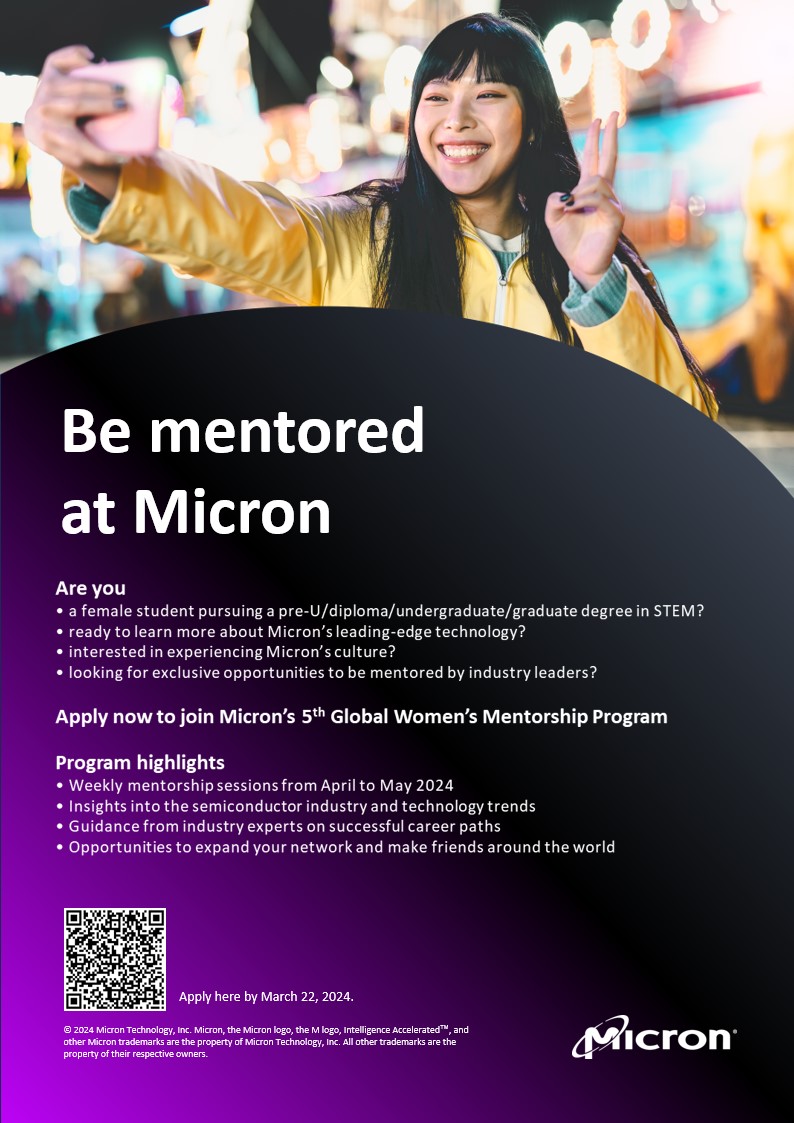 Be mentored
at Micron
Are you
• a female student pursuing a pre-U/diploma/undergraduate/graduate degree in STEM?
• ready to learn more about Micron’s leading-edge technology?
• interested in experiencing Micron’s culture?
• looking for exclusive opportunities to be mentored by industry leaders?
Apply now to join Micron’s 5th Global Women’s Mentorship Program
Program highlights
• Weekly mentorship sessions from April to May 2024
• Insights into the semiconductor industry and technology trends
• Guidance from industry experts on successful career paths
• Opportunities to expand your network and make friends around the world
Apply here by March 22, 2024.
© 2024 Micron Technology, Inc. Micron, the Micron logo, the M logo, Intelligence Accelerated™, and
other Micron trademarks are the property of Micron Technology, Inc. All other trademarks are the
property of their respective owners.
Micron®